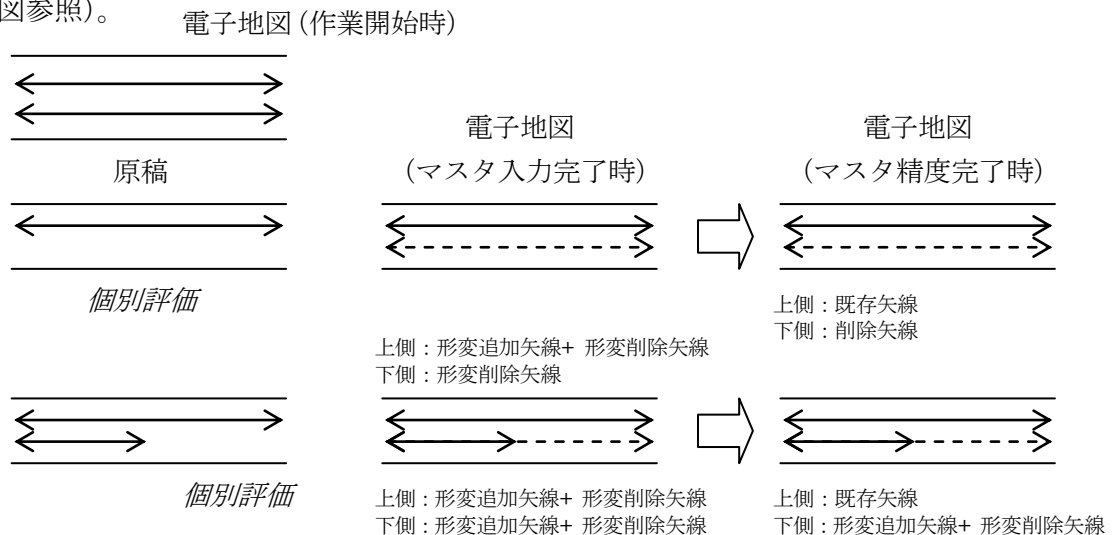 図参照)。
電子地図(作業開始時)
原稿
電子地図
(マスタ入力完了時)
電子地図
(マスタ精度完了時)
個別評価
上側：形変追加矢線+ 形変削除矢線
下側：形変削除矢線
上側：既存矢線
下側：削除矢線
個別評価
上側：形変追加矢線+ 形変削除矢線
下側：形変追加矢線+ 形変削除矢線
上側：既存矢線
下側：形変追加矢線+ 形変削除矢線